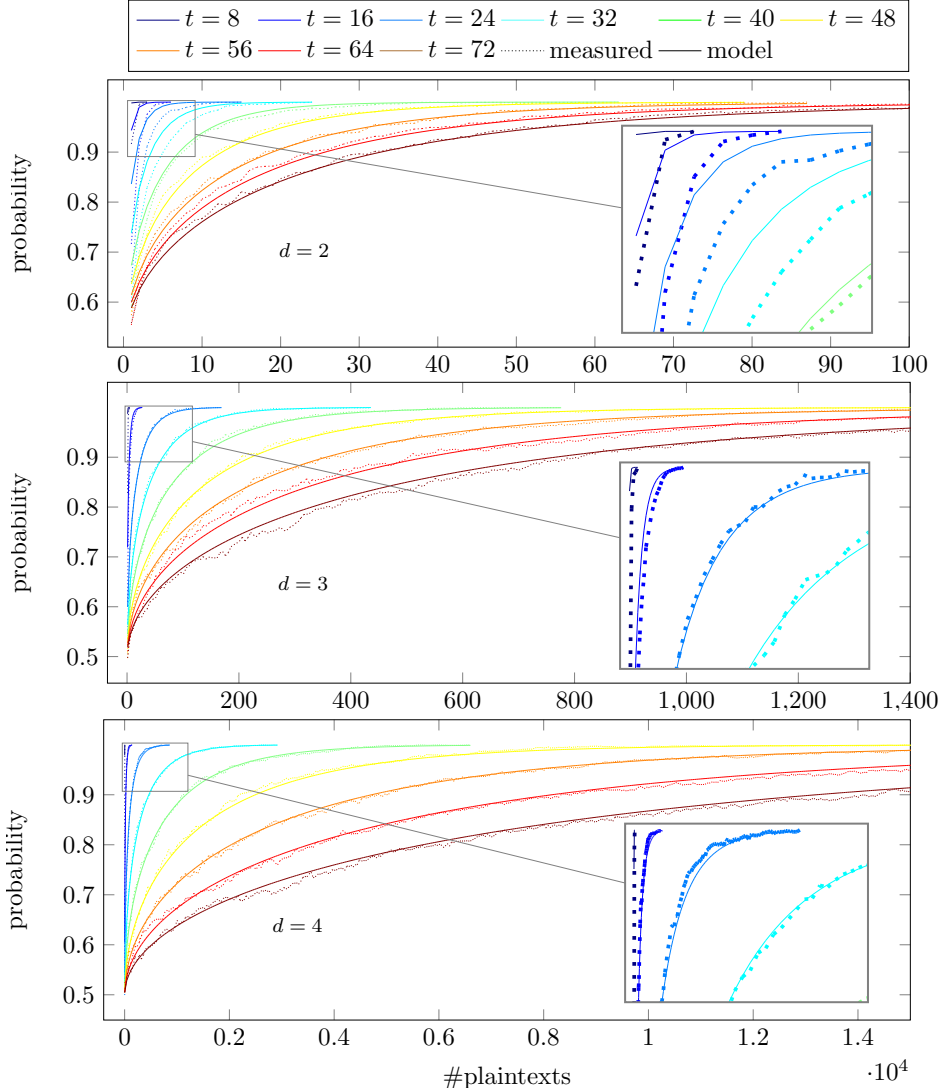 t = 8 t = 16 t = 24 t = 32 t = 40 t = 48
t = 56 t = 64 t = 72 measured model
0.9
0.8
0.7
0.6
probability
d = 2
0 10 20 30 40 50 60 70 80 90 100
0.9
0.8
0.7
0.6
0.5
probability
d = 3
0 200 400 600 800 1,000 1,200 1,400
0.9
0.8
0.7
0.6
0.5
probability
d = 4
0 0.2 0.4 0.6 0.8 1 1.2 1.4
#plaintexts ·10^4